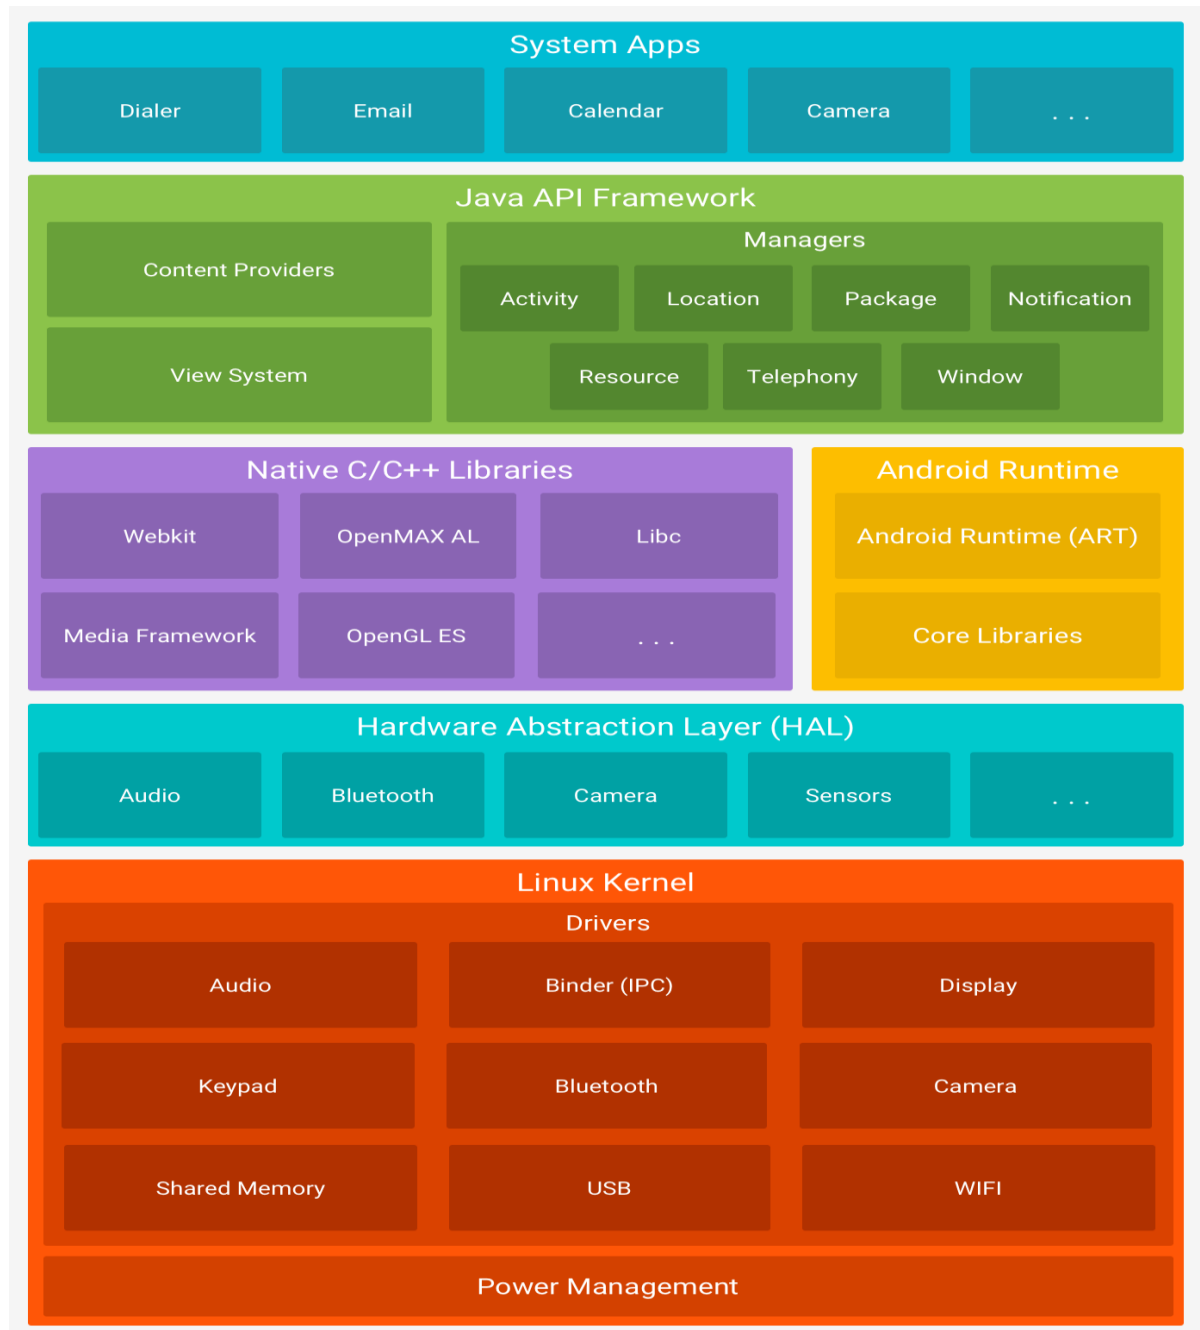 System Apps
Dialer
Email
Calendar
Camera
. . .
Java API Framework
Content Providers
View System
Managers
Activity
Location
Package
Notification
Resource
Telephony
Window
Native C/C++ Libraries
Webkit
OpenMAX AL
Libc
Media Framework
OpenGL ES
. . .
Android Runtime
Android Runtime (ART)
Core Libraries
Hardware Abstraction Layer (HAL)
Audio
Bluetooth
Camera
Sensors
. . .
Linux Kernel
Drivers
Audio
Binder (IPC)
Display
Keypad
Bluetooth
Camera
Shared Memory
USB
WIFI
Power Management